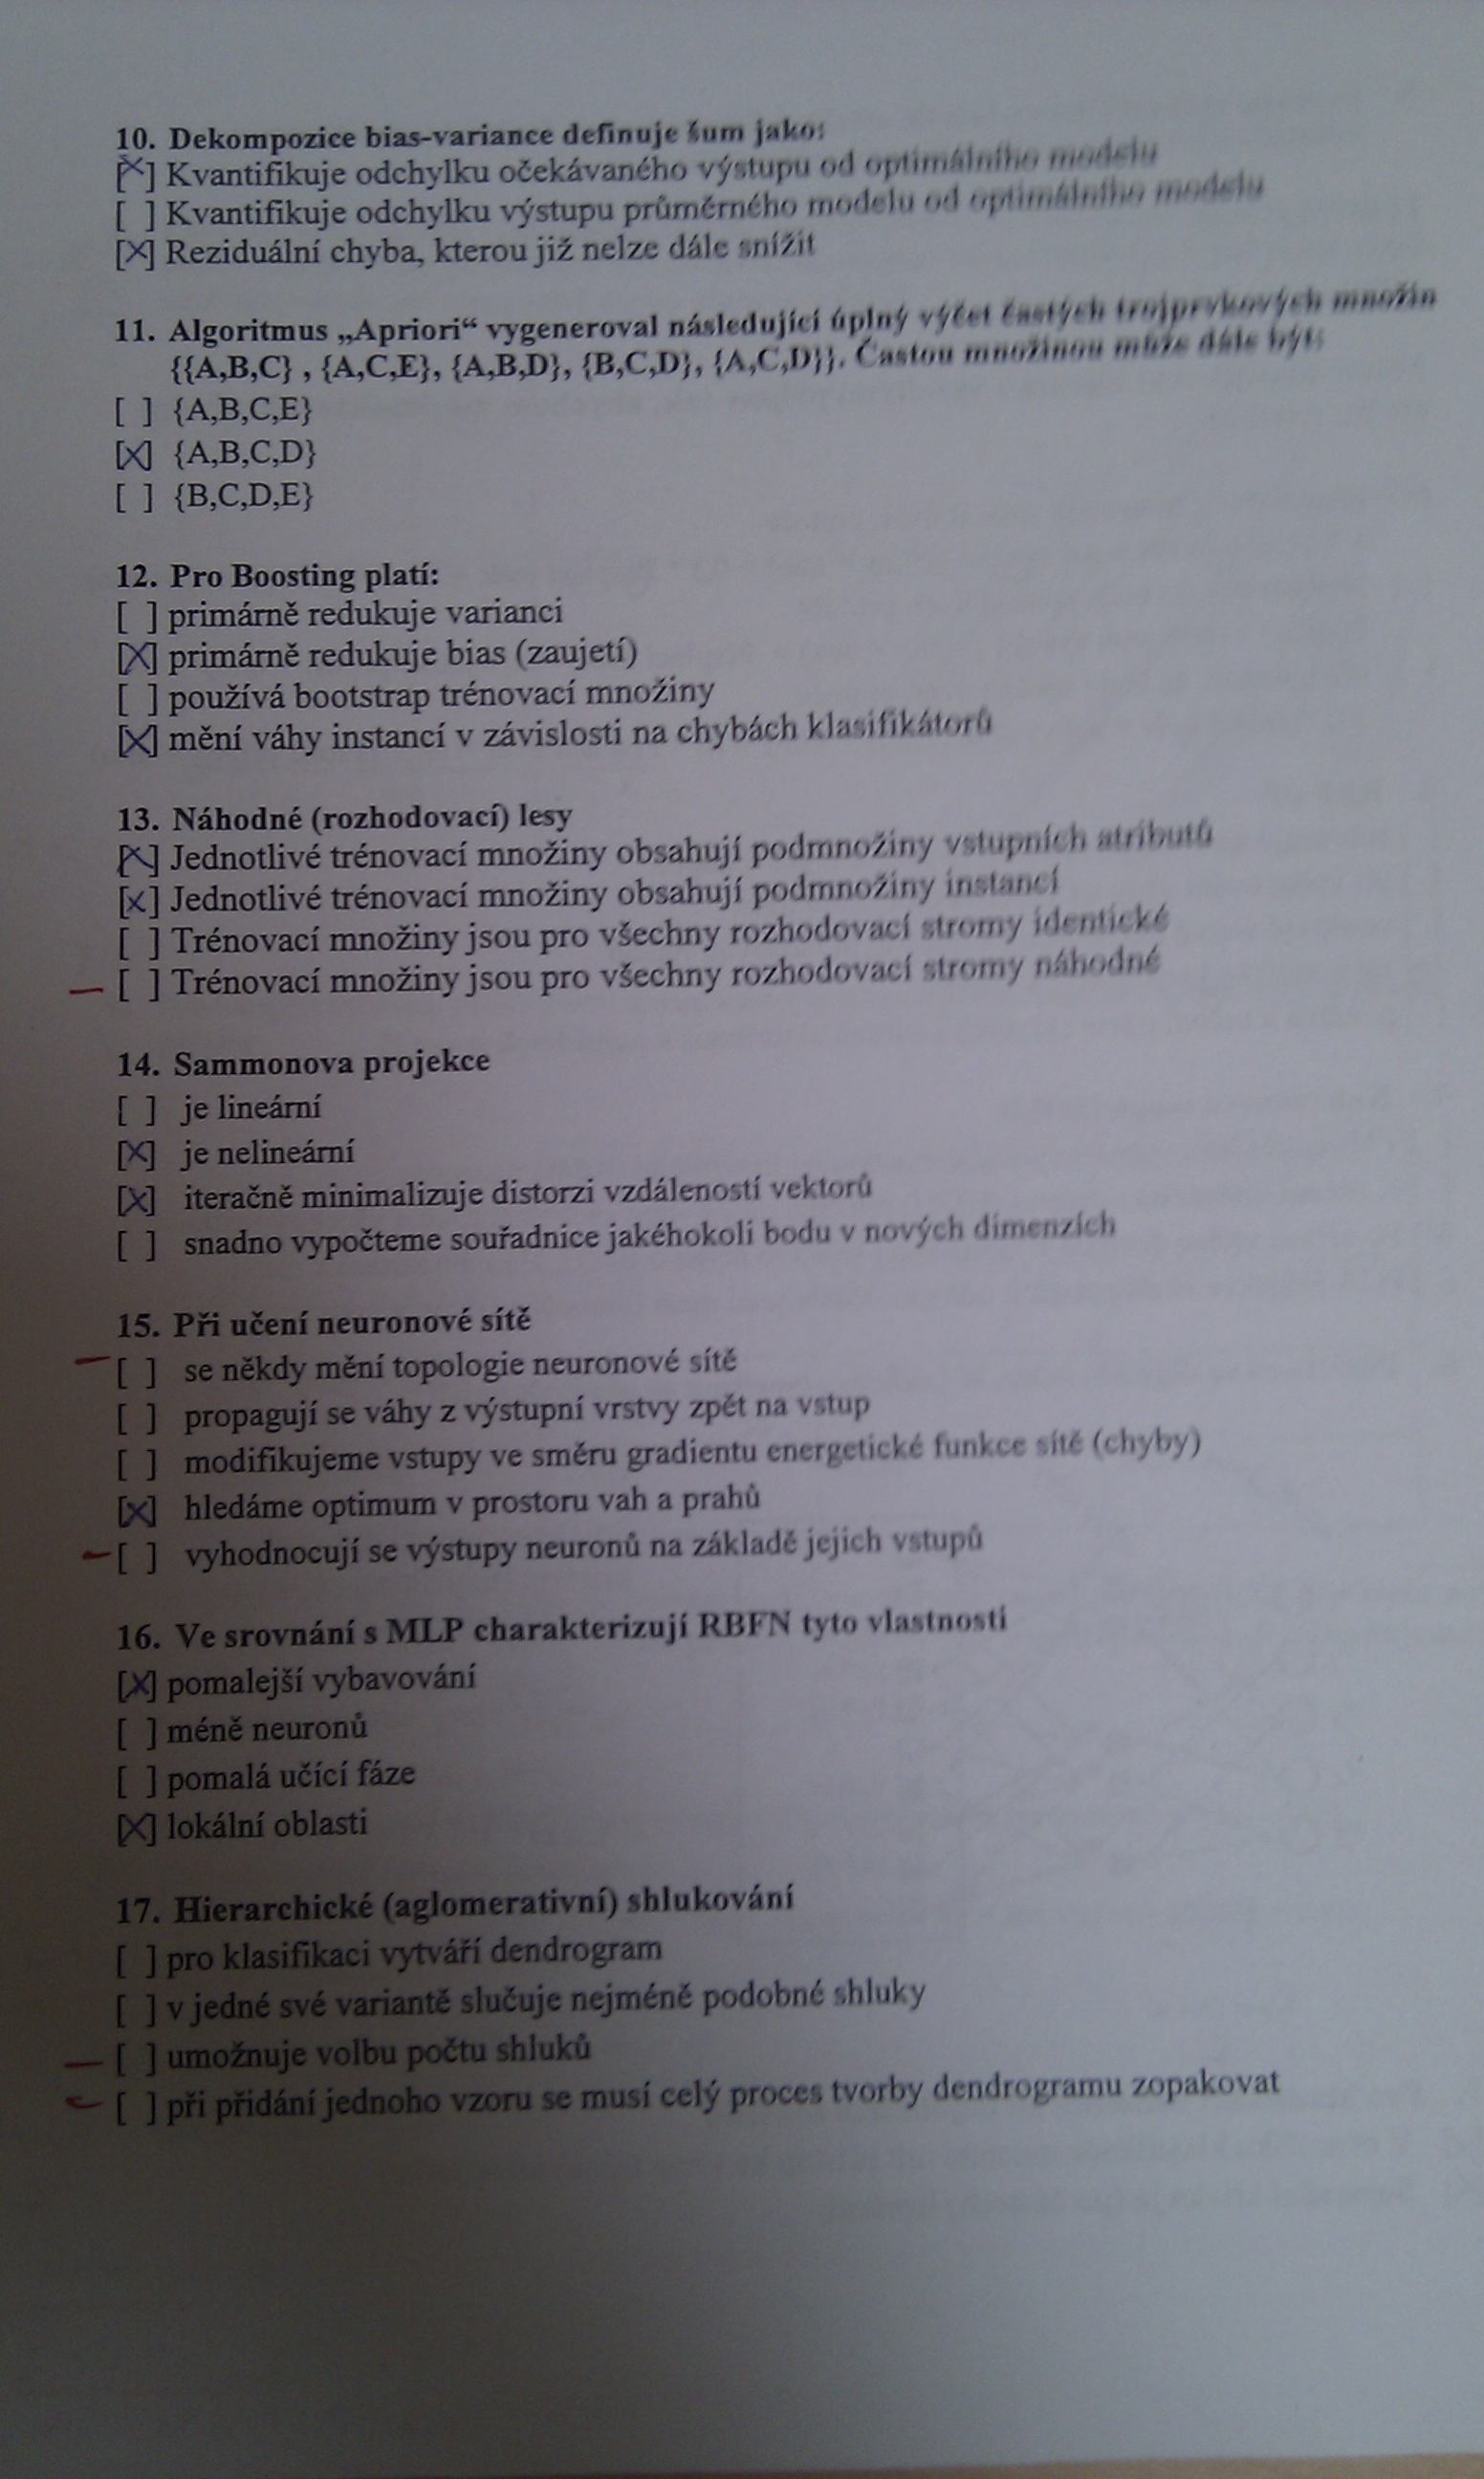 10. Dekompozice bias-variance definuje šum jako:
[X] Kvantifikuje odchylku očekávaného výstupu od optimálního modelu
[ ] Kvantifikuje odchylku výstupu průměrného modelu od optimálního modelu
[X] Reziduální chyba, kterou již nelze dále snížit
11. Algoritmus „Apriori“ vygeneroval následující úplný výčet častých trojprvkových množin
{{A,B,C} , {A,C,E}, {A,B,D}, {B,C,D}, {A,C,D}}. Častou množinou může dále být:
[ ] {A,B,C,E}
[X] {A,B,C,D}
[ ] {B,C,D,E}
12. Pro Boosting platí:
[ ] primárně redukuje varianci
[X] primárně redukuje bias (zaujetí)
[ ] používá bootstrap trénovací množiny
[X] mění váhy instancí v závislosti na chybách klasifikátorů
13. Náhodné (rozhodovací) lesy
[X] Jednotlivé trénovací množiny obsahují podmnožiny vstupních atributů
[x] Jednotlivé trénovací množiny obsahují podmnožiny instancí
[ ] Trénovací množiny jsou pro všechny rozhodovací stromy identické
– [ ] Trénovací množiny jsou pro všechny rozhodovací stromy náhodné
14. Sammonova projekce
[ ] je lineární
[X] je nelineární
[X] iteračně minimalizuje distorzi vzdáleností vektorů
[ ] snadno vypočteme souřadnice jakéhokoli bodu v nových dimenzích
15. Při učení neuronové sítě
– [ ] se někdy mění topologie neuronové sítě
[ ] propagují se váhy z výstupní vrstvy zpět na vstup
[ ] modifikujeme vstupy ve směru gradientu energetické funkce sítě (chyby)
[X] hledáme optimum v prostoru vah a prahů
– [ ] vyhodnocují se výstupy neuronů na základě jejich vstupů
16. Ve srovnání s MLP charakterizují RBFN tyto vlastnosti
[X] pomalejší vybavování
[ ] méně neuronů
[ ] pomalá učící fáze
[X] lokální oblasti
17. Hierarchické (aglomerativní) shlukování
[ ] pro klasifikaci vytváří dendrogram
[ ] v jedné své variantě slučuje nejméně podobné shluky
– [ ] umožnuje volbu počtu shluků
– [ ] při přidání jednoho vzoru se musí celý proces tvorby dendrogramu zopakovat